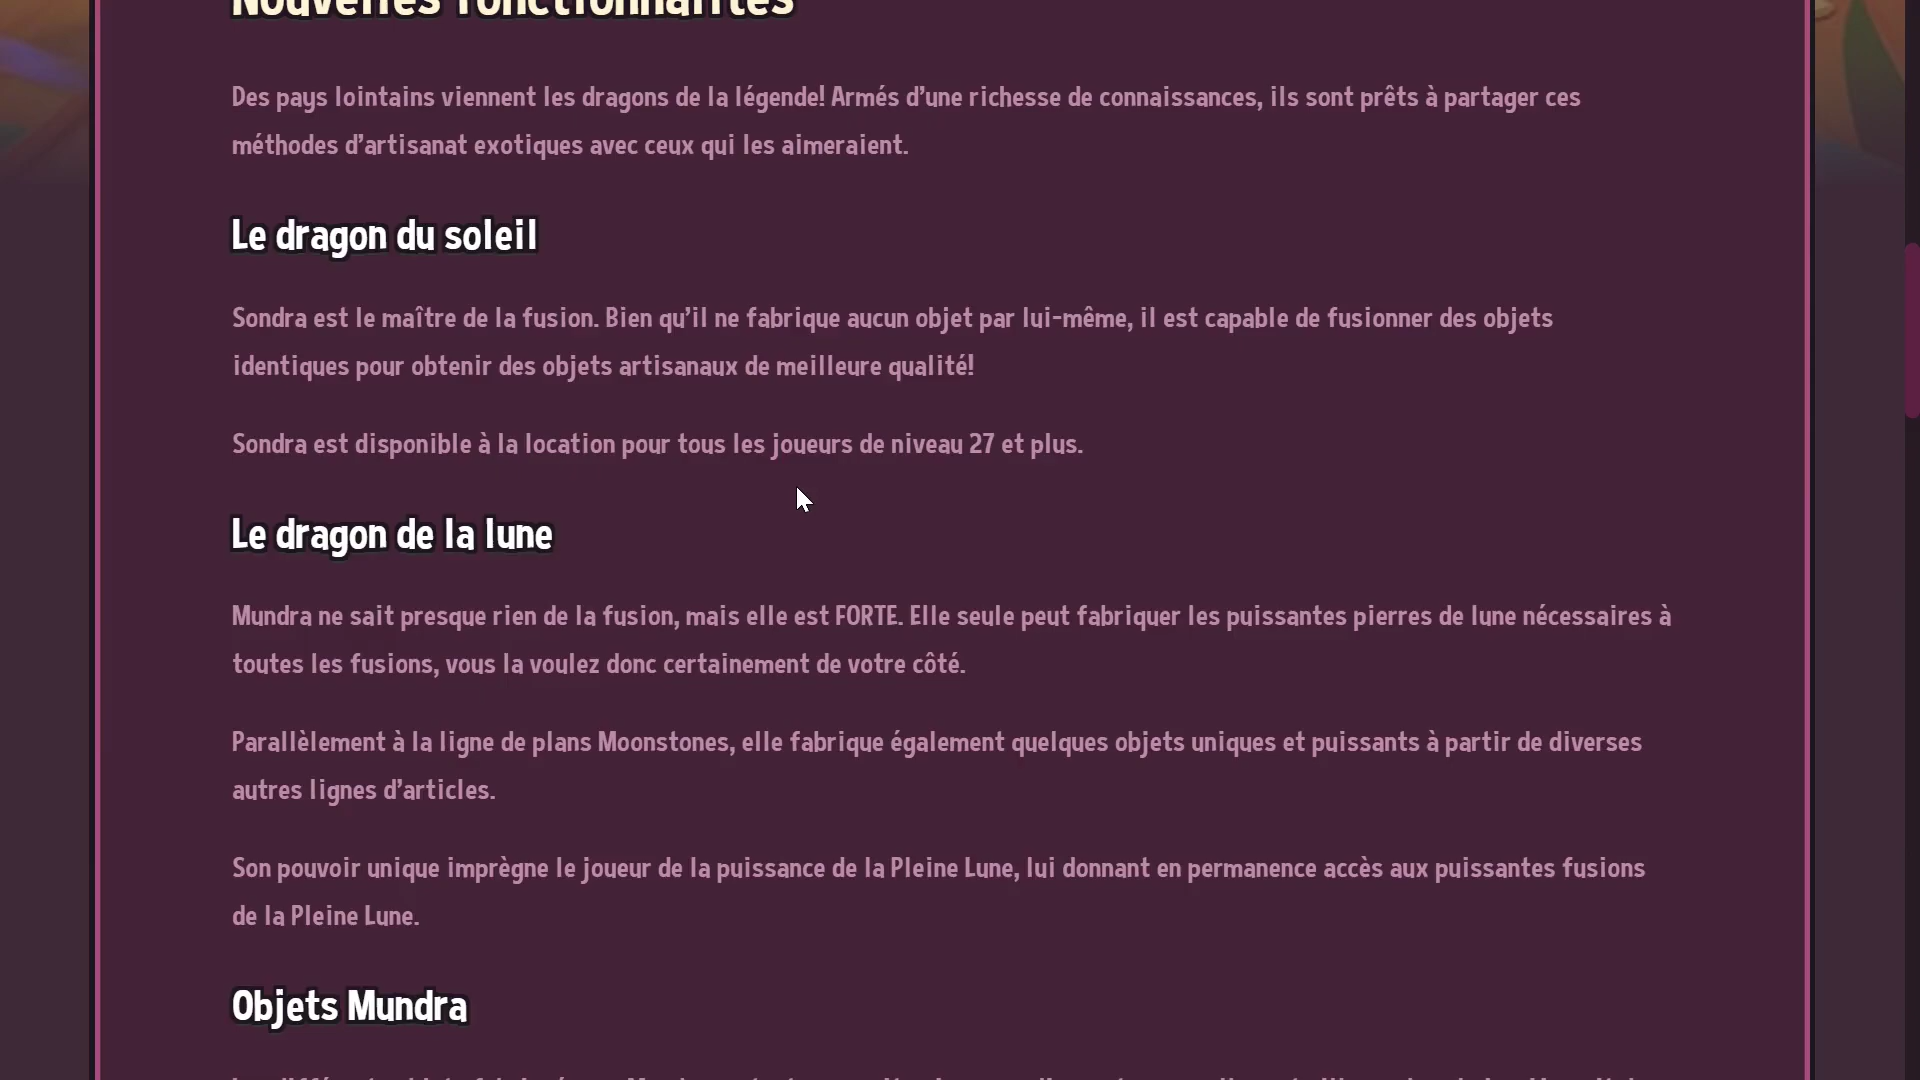 Nouvelles fonctionnalités
Des pays lointains viennent les dragons de la légende! Armés d'une richesse de connaissances, ils sont prêts à partager ces
méthodes d'artisanat exotiques avec ceux qui les aimeraient.
Le dragon du soleil
Sondra est le maître de la fusion. Bien qu'il ne fabrique aucun objet par lui-même, il est capable de fusionner des objets
identiques pour obtenir des objets artisanaux de meilleure qualité!
Sondra est disponible à la location pour tous les joueurs de niveau 27 et plus.
Le dragon de la lune
Mundra ne sait presque rien de la fusion, mais elle est FORTE. Elle seule peut fabriquer les puissantes pierres de lune nécessaires à
toutes les fusions, vous la voulez donc certainement de votre côté.
Parallèlement à la ligne de plans Moonstones, elle fabrique également quelques objets uniques et puissants à partir de diverses
autres lignes d'articles.
Son pouvoir unique imprègne le joueur de la puissance de la Pleine Lune, lui donnant en permanence accès aux puissantes fusions
de la Pleine Lune.
Objets Mundra